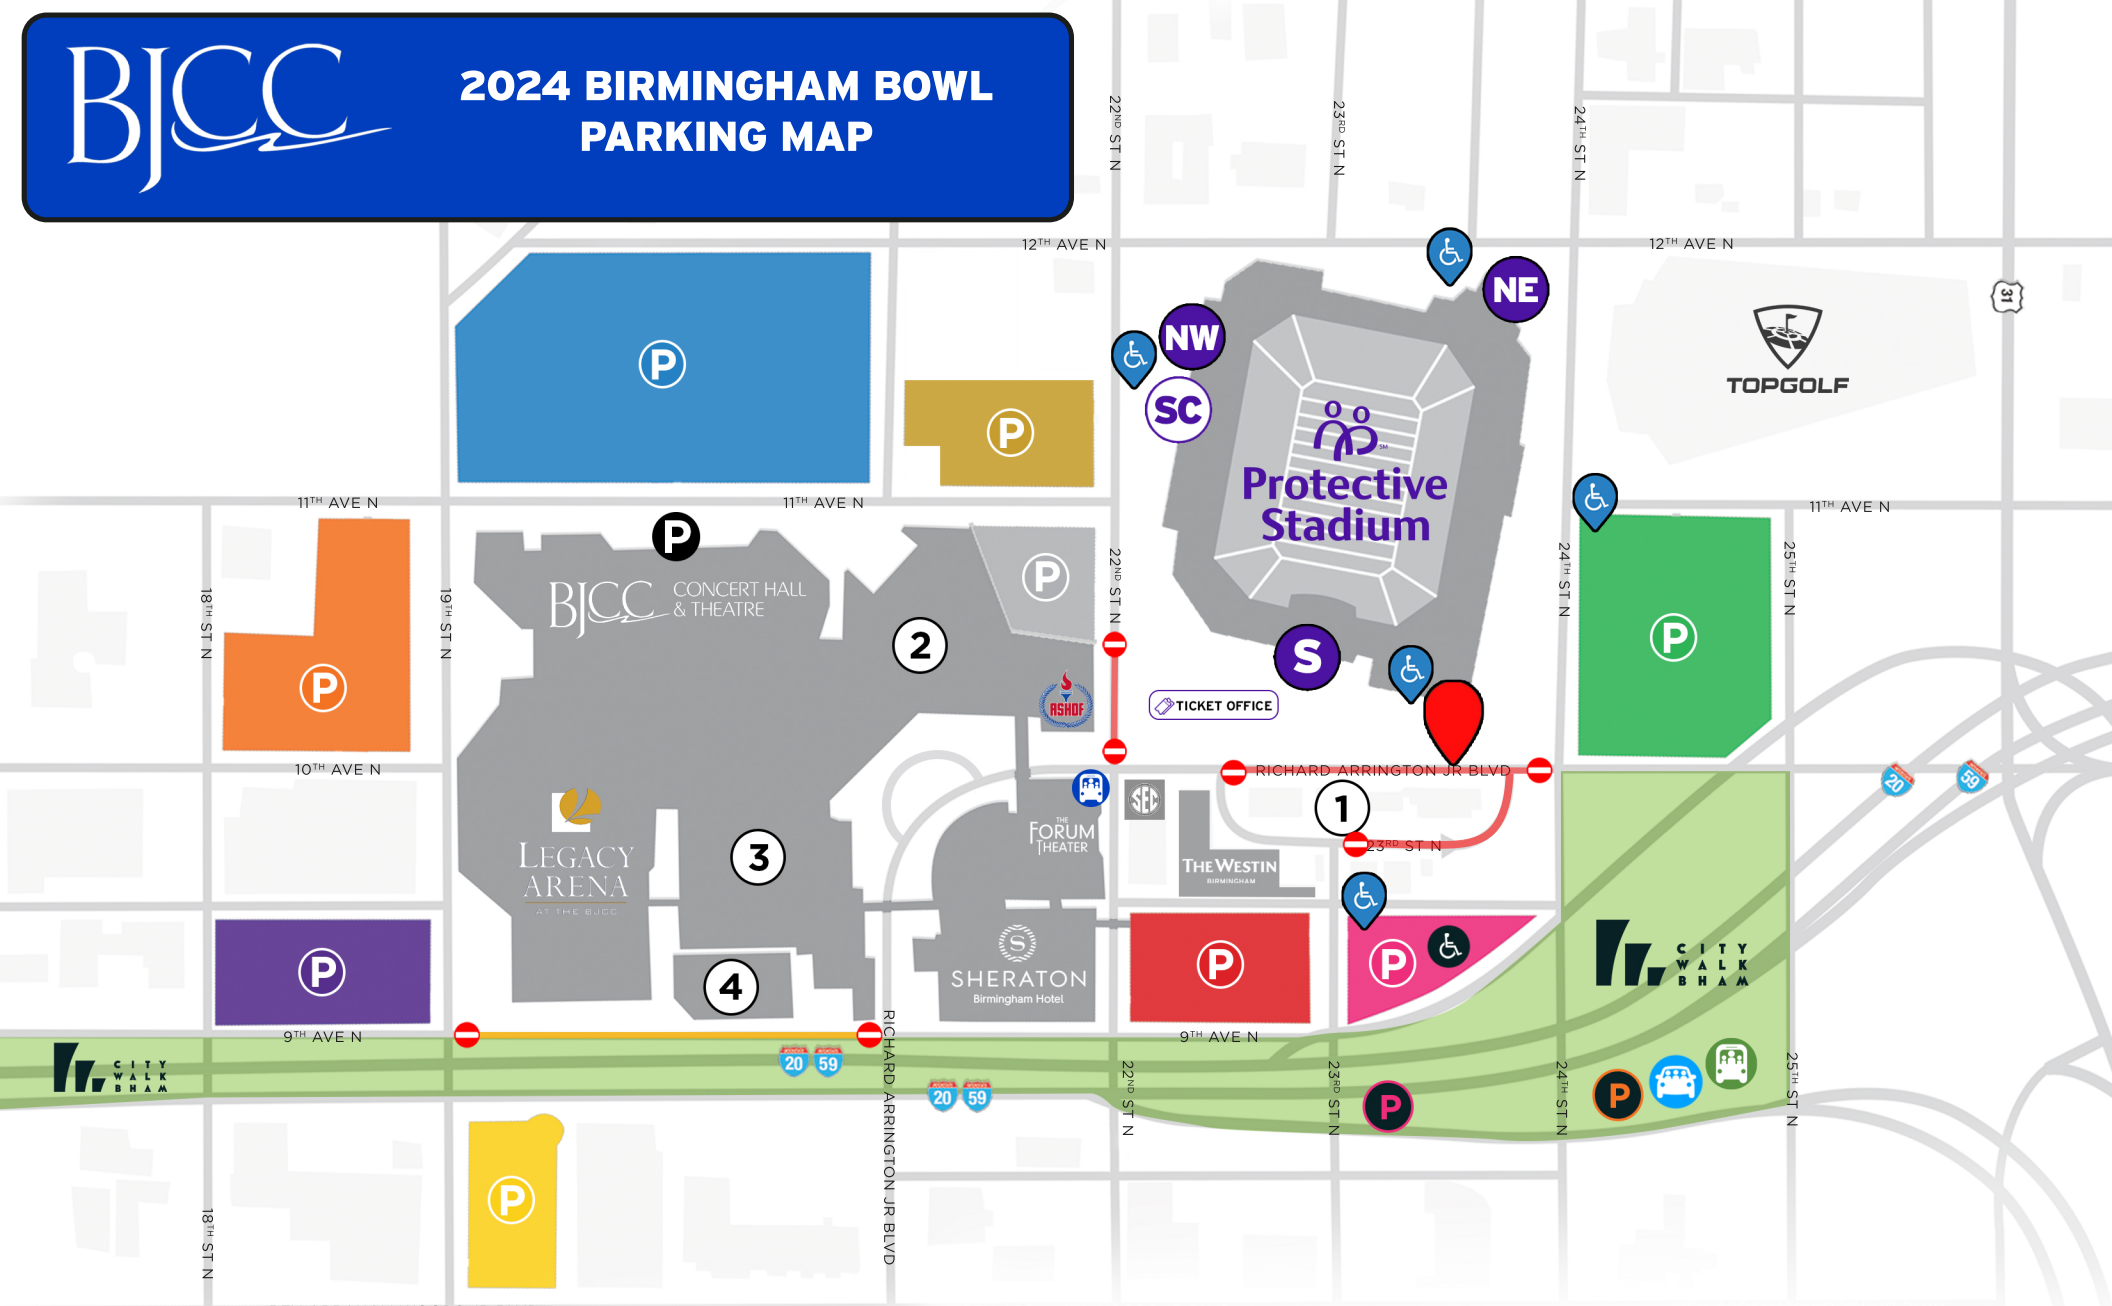 BJCC
2024 BIRMINGHAM BOWL
PARKING MAP
22ND ST N
23RD ST N
24TH ST N
12TH AVE N
12TH AVE N
NE
NW
SC
31
TOPGOLF
P
P
SM
Protective
Stadium
11TH AVE N
11TH AVE N
11TH AVE N
P
BJCC
CONCERT HALL
& THEATRE
P
22ND ST N
24TH ST N
25TH ST N
18TH ST N
19TH ST N
2
P
P
S
ASHOF
TICKET OFFICE
10TH AVE N
RICHARD ARRINGTON JR BLVD
20
59
SEC
1
THE
FORUM
THEATER
23RD ST N
LEGACY
ARENA
AT THE BJCC
3
THE WESTIN
BIRMINGHAM
P
S
SHERATON
Birmingham Hotel
P
P
CITY
WALK
BHAM
4
9TH AVE N
9TH AVE N
CITY
WALK
BHAM
20
59
20
59
RICHARD ARRINGTON JR BLVD
22ND ST N
23RD ST N
24TH ST N
25TH ST N
P
P
P
18TH ST N